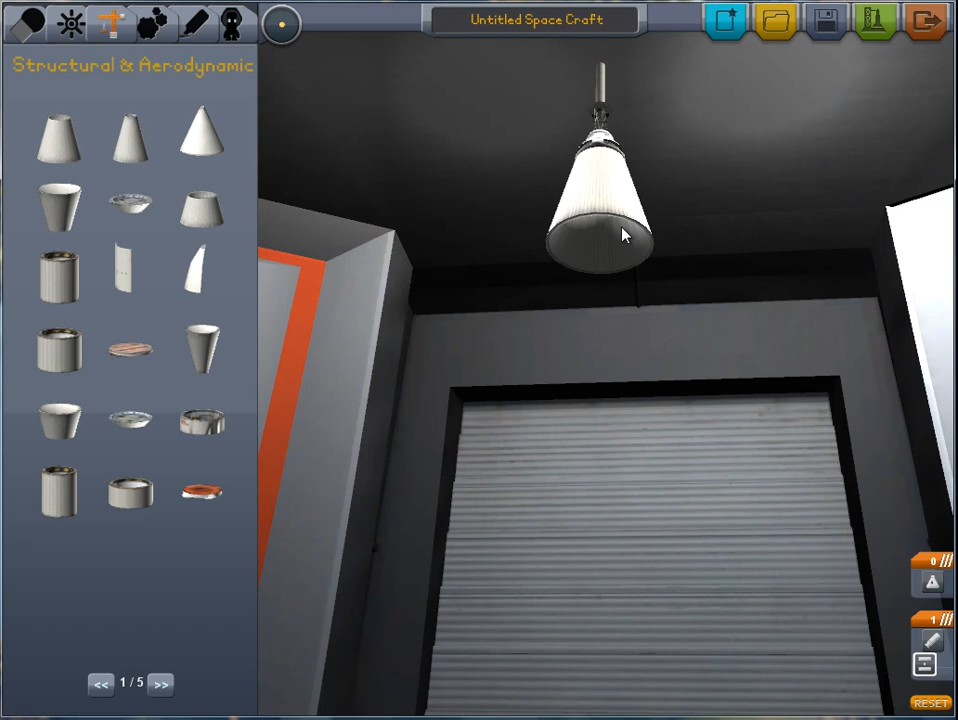 Untitled Space Craft
Structural & Aerodynamic
0
1
<< 1/5 >>
RESET